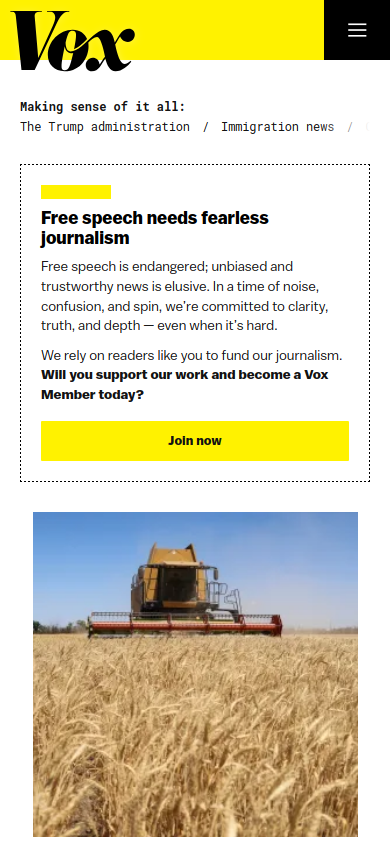 Vox
Making sense of it all:
The Trump administration / Immigration news /
Free speech needs fearless
journalism
Free speech is endangered; unbiased and
trustworthy news is elusive. In a time of noise,
confusion, and spin, we’re committed to clarity,
truth, and depth — even when it’s hard.
We rely on readers like you to fund our journalism.
Will you support our work and become a Vox
Member today?
Join now